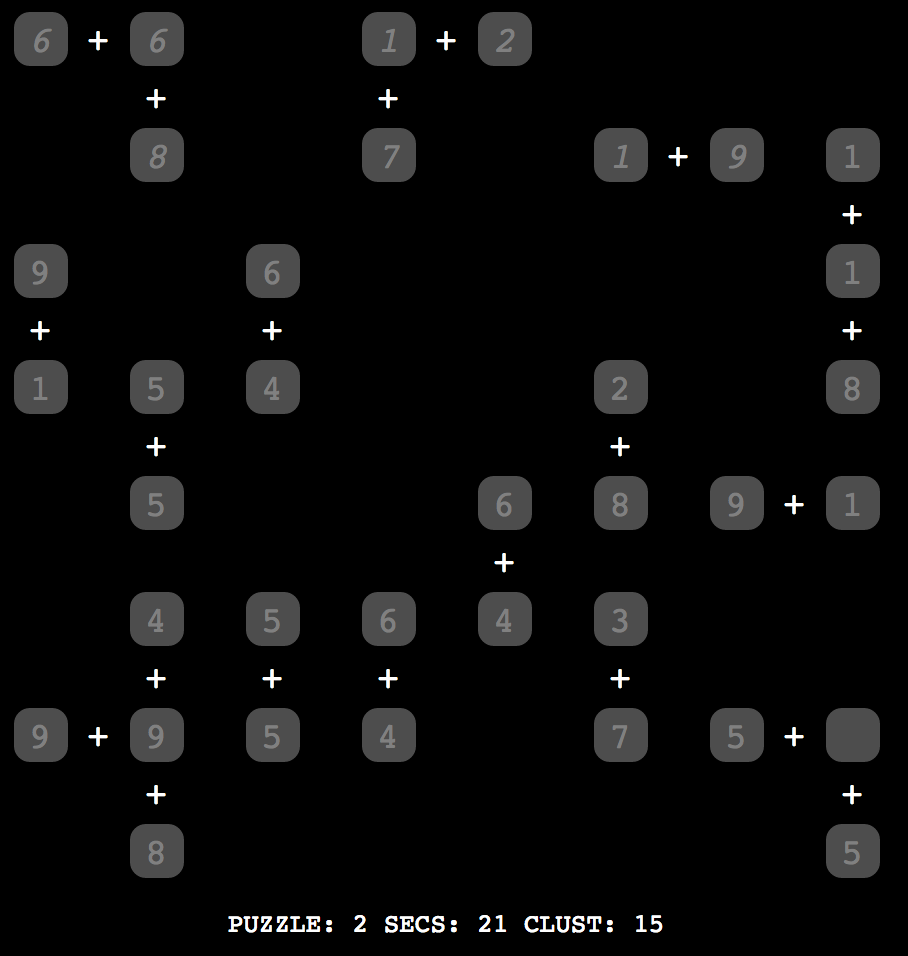 6 + 6 1 + 2
+ +
8 7 1 + 9 1
+
9 6 1
+ + +
1 5 4 2 8
+ +
5 6 8 9 + 1
+
4 5 6 4 3
+ + + +
9 + 9 5 4 7 5 +
+ +
8 5
PUZZLE: 2 SECS: 21 CLUST: 15